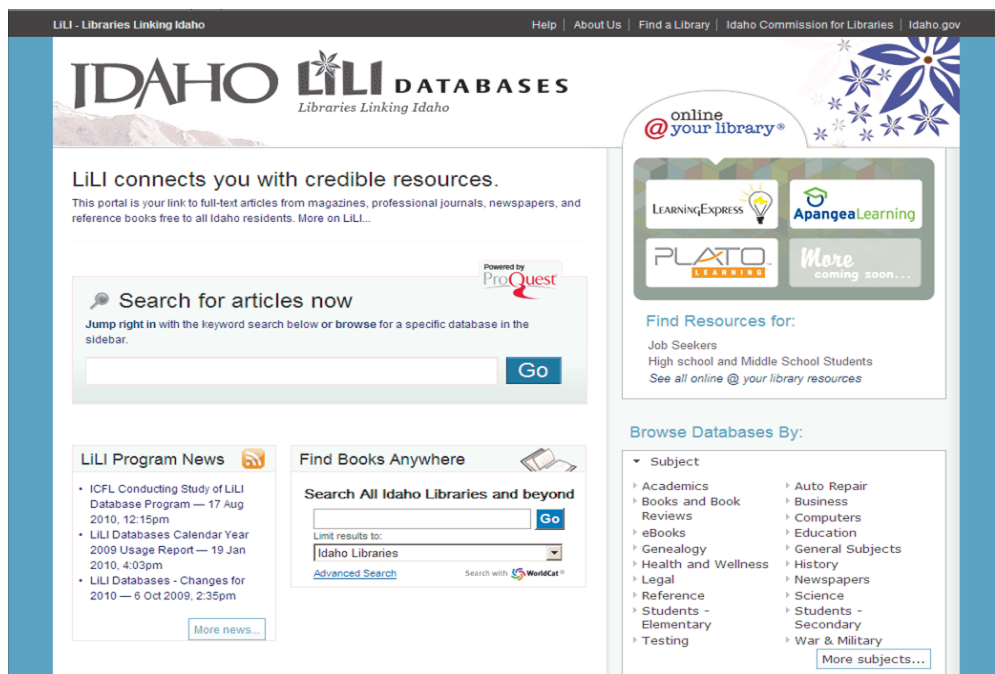 LiLI - Libraries Linking Idaho
Help | About Us | Find a Library | Idaho Commission for Libraries | Idaho.gov
IDAHO LiLI DATABASES
Libraries Linking Idaho
online
@ your library®
LiLI connects you with credible resources.
This portal is your link to full-text articles from magazines, professional journals, newspapers, and
reference books free to all Idaho residents. More on LiLI...
LEARNINGEXPRESS
ApangeaLearning
PLATO
LEARNING
More
coming soon...
Powered by
ProQuest
Search for articles now
Jump right in with the keyword search below or browse for a specific database in the
sidebar.
Go
Find Resources for:
Job Seekers
High school and Middle School Students
See all online @ your library resources
LiLI Program News
• ICFL Conducting Study of LiLI
Database Program — 17 Aug
2010, 12:15pm
• LiLI Databases Calendar Year
2009 Usage Report — 19 Jan
2010, 4:03pm
• LiLI Databases - Changes for
2010 — 6 Oct 2009, 2:35pm
More news...
Find Books Anywhere
Search All Idaho Libraries and beyond
Go
Limit results to:
Idaho Libraries
Advanced Search
Search with WorldCat®
Browse Databases By:
Subject
Academics
Books and Book
Reviews
eBooks
Genealogy
Health and Wellness
Legal
Reference
Students -
Elementary
Testing
Auto Repair
Business
Computers
Education
General Subjects
History
Newspapers
Science
Students -
Secondary
War & Military
More subjects...